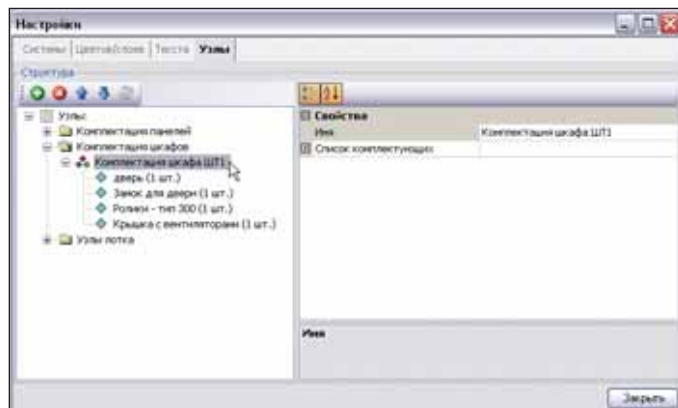 Настройки
Системы Цветовые схемы Тексты Узлы
Структура
Узлы
Комплектация панелей
Комплектация шкафов
Комплектация шкафа ШТ1
дверь (1 шт.)
Замок для двери (1 шт.)
Ролики - тип 300 (1 шт.)
Крышка с вентиляторами (1 шт.)
Узлы лотка
Свойства
Имя Комплектация шкафа ШТ1
Список комплектующих
Имя
Закрыть